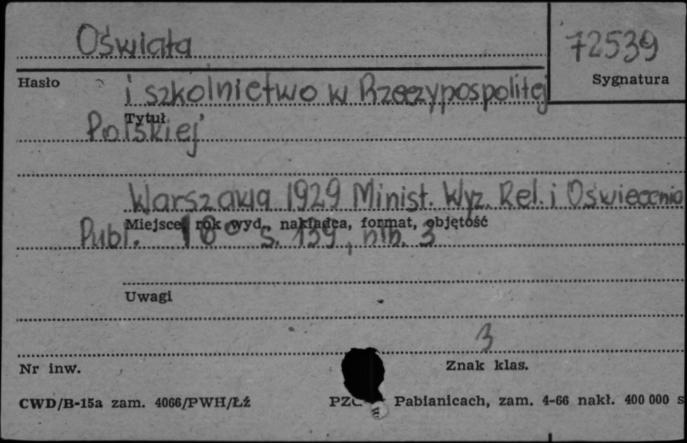 Oświata
72539
Hasło
Sygnatura
i szkolnictwo w Rzeczypospolitej
Tytuł
Polskiej
Warszawa 1929 Minist. Wyz. Rel. i Oświecenia
Miejsce, rok wyd., nakładca, format, objętość
Publ. 8° s. 139, nlb. 3
Uwagi
3
Nr inw.
Znak klas.
CWD/B-15a zam. 4066/PWH/Łź
Pabianicach, zam. 4-66 nakł. 400 000 s